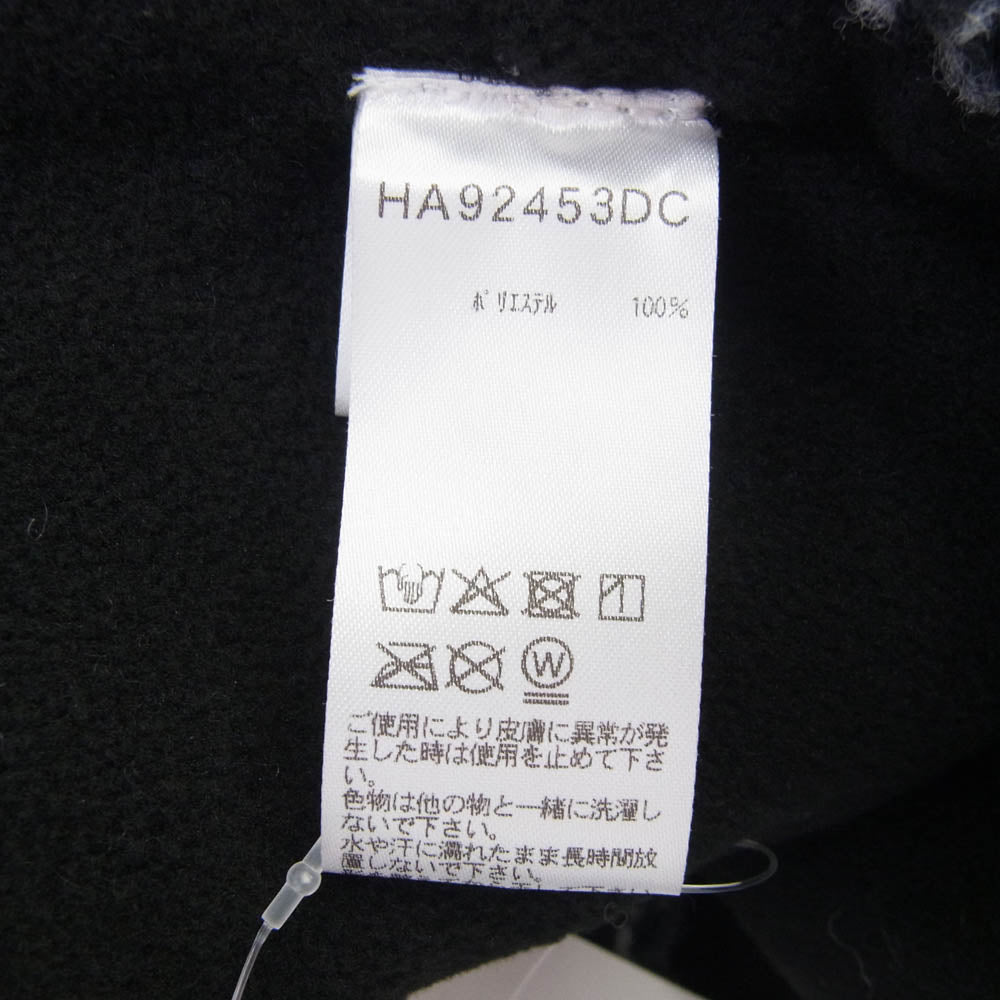 HA92453DC
ポリエステル 100%
W
ご使用により皮膚に異常が発
生した時は使用を止めて下さ
い。
色物は他の物と一緒に洗濯し
ないで下さい。
水や汗に濡れたまま長時間放
置しないで下さい。